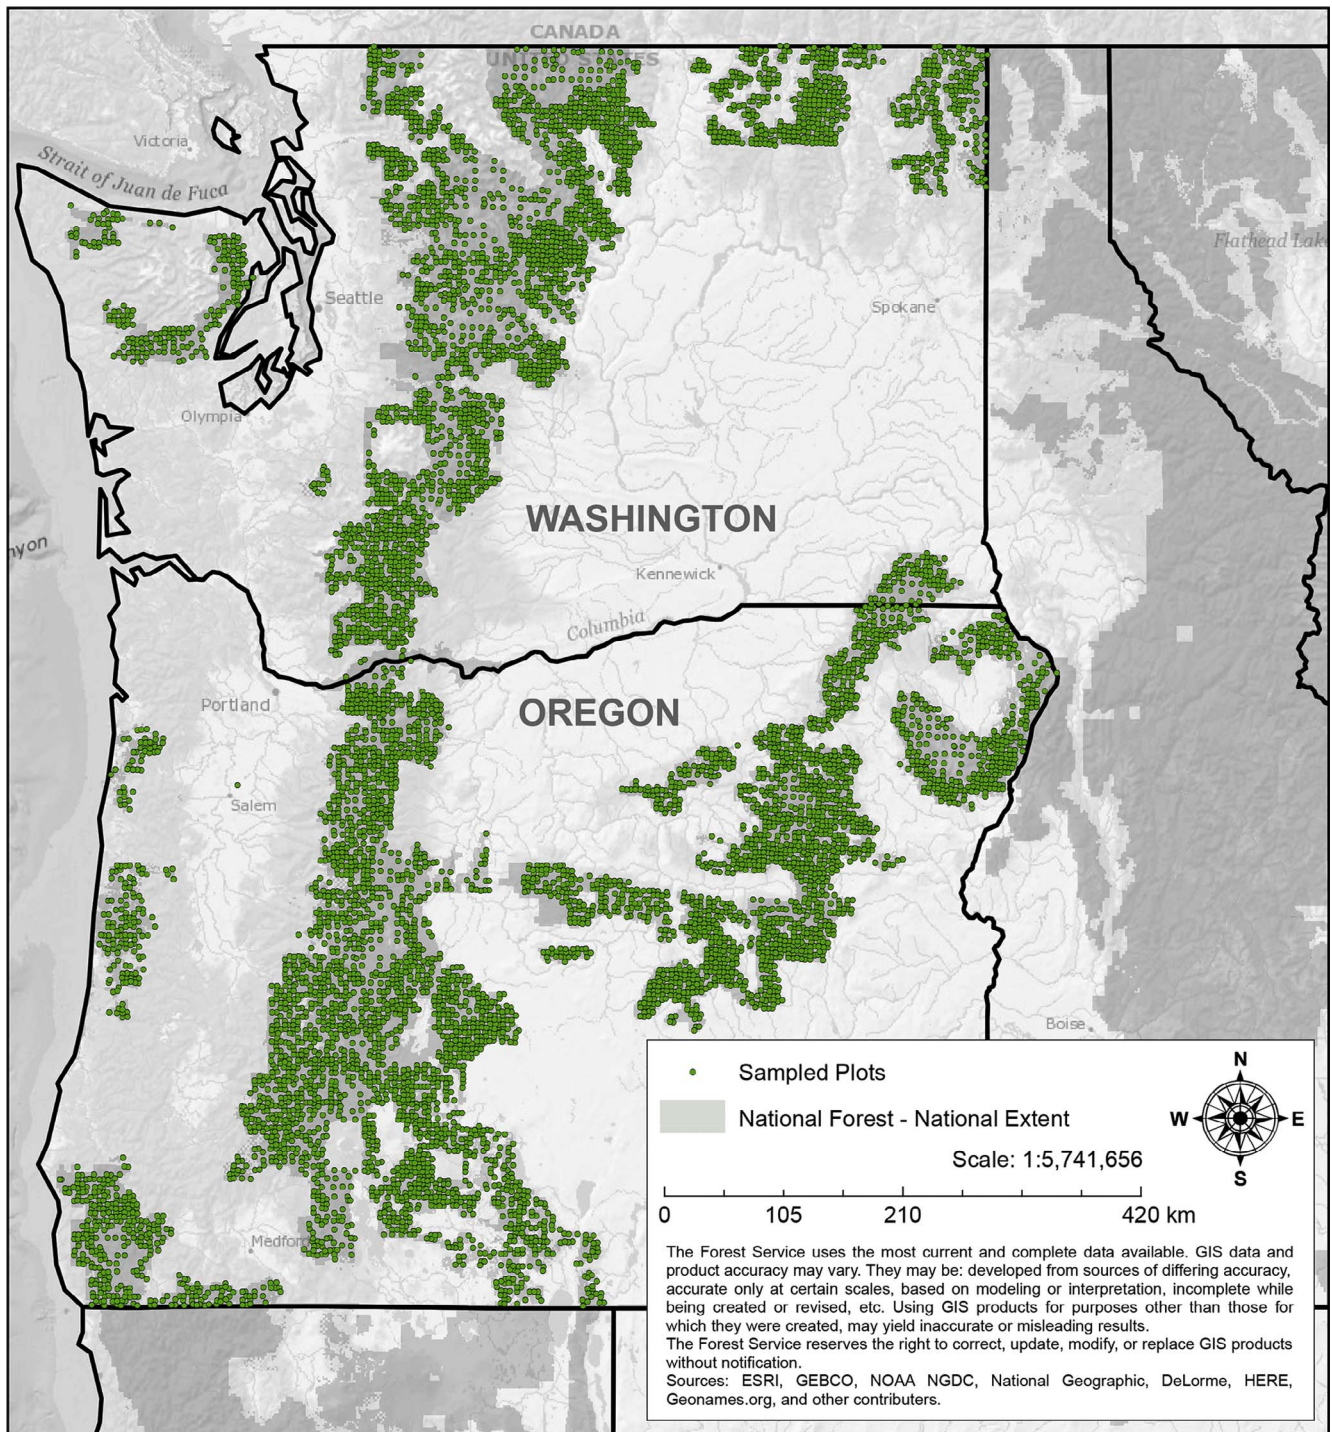 CANADA
UNITED STATES
Victoria
Strait of Juan de Fuca
Flathead Lake
Seattle
Spokane
Olympia
WASHINGTON
nyon
Kennewick
Columbia
Portland
OREGON
Salem
Boise
Medford
N
W
E
S
Sampled Plots
National Forest - National Extent
Scale: 1:5,741,656
0 105 210 420 km
The Forest Service uses the most current and complete data available. GIS data and
product accuracy may vary. They may be: developed from sources of differing accuracy,
accurate only at certain scales, based on modeling or interpretation, incomplete while
being created or revised, etc. Using GIS products for purposes other than those for
which they were created, may yield inaccurate or misleading results.
The Forest Service reserves the right to correct, update, modify, or replace GIS products
without notification.
Sources: ESRI, GEBCO, NOAA NGDC, National Geographic, DeLorme, HERE,
Geonames.org, and other contributers.